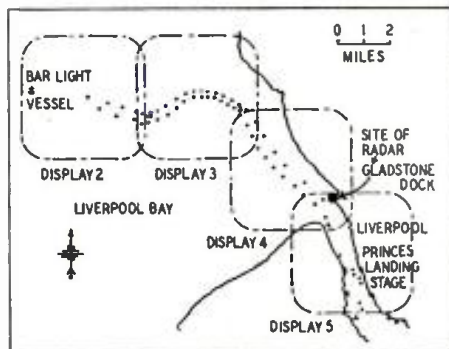 BAR LIGHT
VESSEL
DISPLAY 2
DISPLAY 3
0 1 2
MILES
SITE OF
RADAR
GLADSTONE
DOCK
LIVERPOOL BAY
DISPLAY 4
LIVERPOOL
PRINCES
LANDING
STAGE
DISPLAY 5